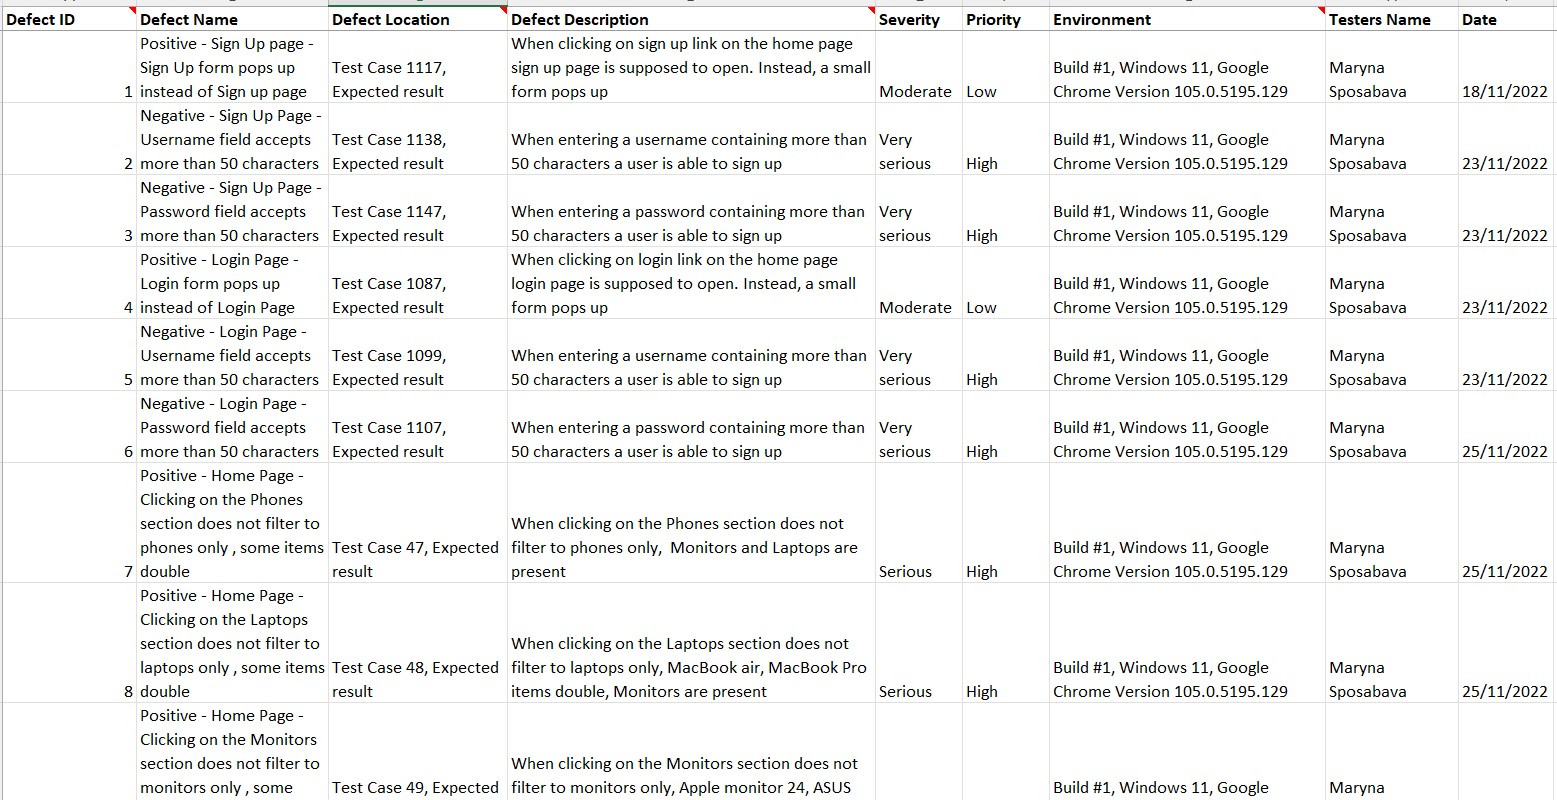 Defect ID Defect Name Defect Location Defect Description Severity Priority Environment Testers Name Date
Positive - Sign Up page - When clicking on sign up link on the home page
Sign Up form pops up Test Case 1117, sign up page is supposed to open. Instead, a small Build #1, Windows 11, Google Maryna
1 instead of Sign up page Expected result form pops up Moderate Low Chrome Version 105.0.5195.129 Sposabava 18/11/2022
Negative - Sign Up Page -
Username field accepts Test Case 1138, When entering a username containing more than Very Build #1, Windows 11, Google Maryna
2 more than 50 characters Expected result 50 characters a user is able to sign up serious High Chrome Version 105.0.5195.129 Sposabava 23/11/2022
Negative - Sign Up Page -
Password field accepts Test Case 1147, When entering a password containing more than Very Build #1, Windows 11, Google Maryna
3 more than 50 characters Expected result 50 characters a user is able to sign up serious High Chrome Version 105.0.5195.129 Sposabava 23/11/2022
Positive - Login Page - When clicking on login link on the home page
Login form pops up Test Case 1087, login page is supposed to open. Instead, a small Build #1, Windows 11, Google Maryna
4 instead of Login Page Expected result form pops up Moderate Low Chrome Version 105.0.5195.129 Sposabava 23/11/2022
Negative - Login Page -
Username field accepts Test Case 1099, When entering a username containing more than Very Build #1, Windows 11, Google Maryna
5 more than 50 characters Expected result 50 characters a user is able to sign up serious High Chrome Version 105.0.5195.129 Sposabava 23/11/2022
Negative - Login Page -
Password field accepts Test Case 1107, When entering a password containing more than Very Build #1, Windows 11, Google Maryna
6 more than 50 characters Expected result 50 characters a user is able to sign up serious High Chrome Version 105.0.5195.129 Sposabava 25/11/2022
Positive - Home Page -
Clicking on the Phones
section does not filter to When clicking on the Phones section does not
phones only , some items Test Case 47, Expected filter to phones only,  Monitors and Laptops are Build #1, Windows 11, Google Maryna
7 double result present Serious High Chrome Version 105.0.5195.129 Sposabava 25/11/2022
Positive - Home Page -
Clicking on the Laptops
section does not filter to When clicking on the Laptops section does not
laptops only , some items Test Case 48, Expected filter to laptops only, MacBook air, MacBook Pro Build #1, Windows 11, Google Maryna
8 double result items double, Monitors are present Serious High Chrome Version 105.0.5195.129 Sposabava 25/11/2022
Positive - Home Page -
Clicking on the Monitors
section does not filter to When clicking on the Monitors section does not
monitors only , some Test Case 49, Expected filter to monitors only, Apple monitor 24, ASUS Build #1, Windows 11, Google Maryna